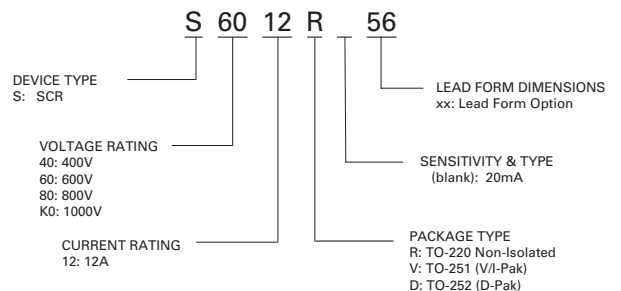 S 60 12 R _ 56
DEVICE TYPE
S: SCR
LEAD FORM DIMENSIONS
xx: Lead Form Option
VOLTAGE RATING
40: 400V
60: 600V
80: 800V
K0: 1000V
SENSITIVITY & TYPE
(blank): 20mA
CURRENT RATING
12: 12A
PACKAGE TYPE
R: TO-220 Non-Isolated
V: TO-251 (V/I-Pak)
D: TO-252 (D-Pak)